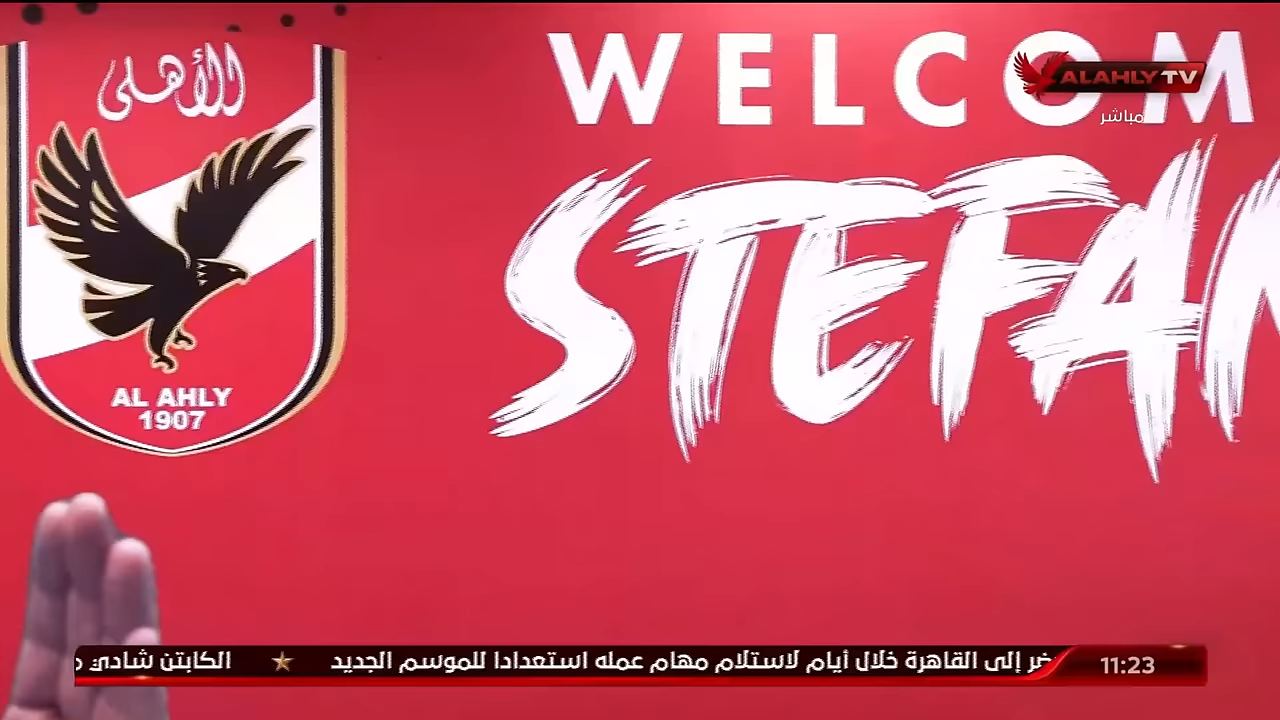 الأهلى
AL AHLY
1907
WELCOM
STEFAN
ALAHLY TV
مباشر
إلى القاهرة خلال أيام لاستلام مهام عمله استعدادا للموسم الجديد ★ الكابتن شادي
11:23